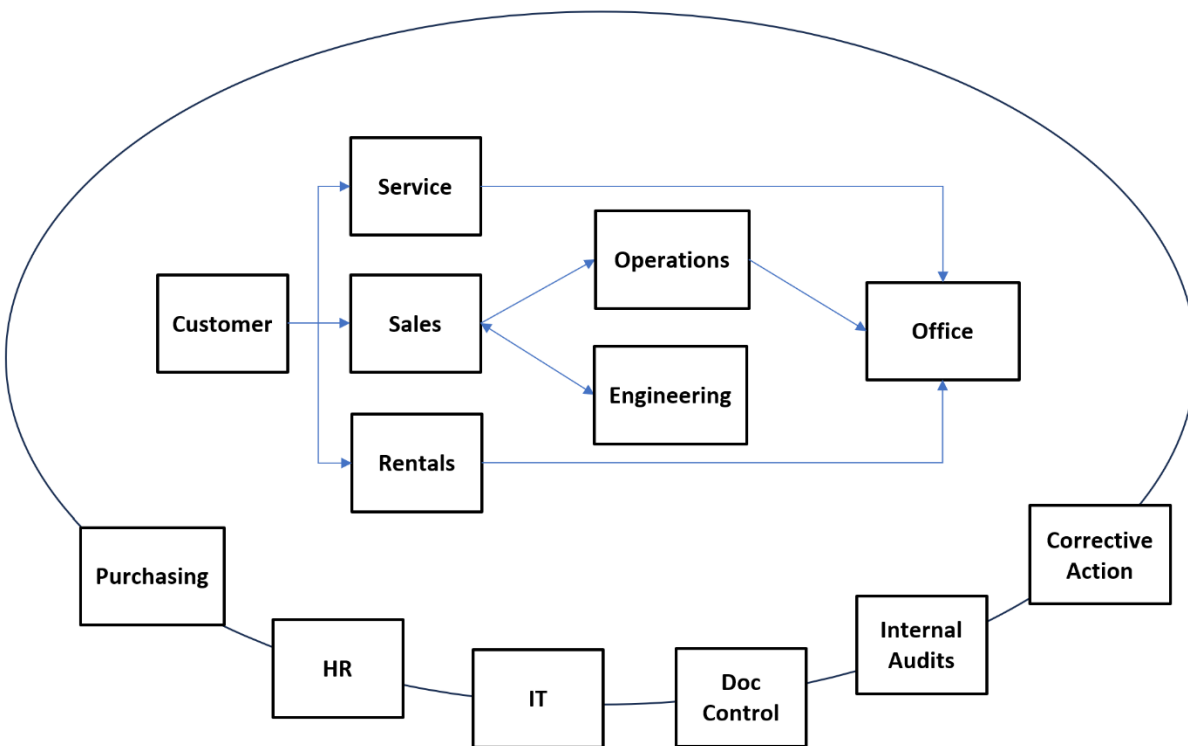 Service
Operations
Customer
Sales
Office
Engineering
Rentals
Purchasing
Corrective
Action
Internal
Audits
HR
IT
Doc
Control